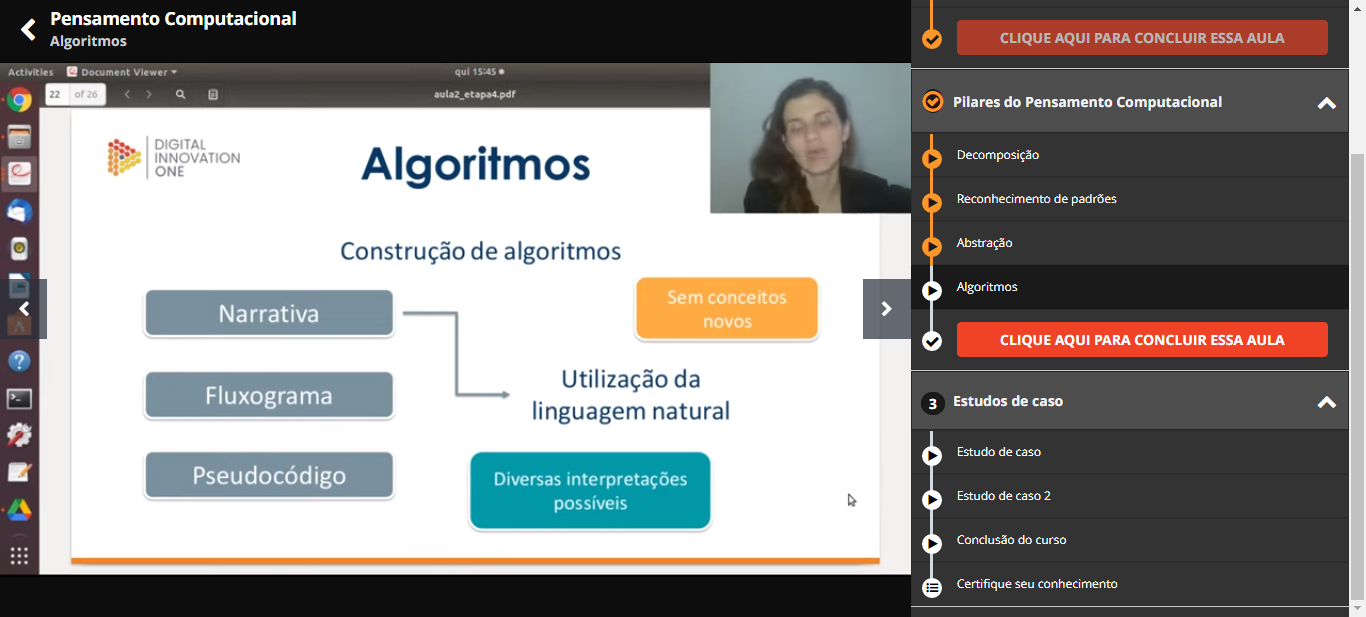 Pensamento Computacional
Algoritmos
Activities
Document Viewer
qui 15:45
22 of 26
aula2_etapa4.pdf
DIGITAL
INNOVATION
ONE
Algoritmos
Construção de algoritmos
Narrativa
Fluxograma
Pseudocódigo
Sem conceitos
novos
Utilização da
linguagem natural
Diversas interpretações
possíveis
CLIQUE AQUI PARA CONCLUIR ESSA AULA
Pilares do Pensamento Computacional
Decomposição
Reconhecimento de padrões
Abstração
Algoritmos
CLIQUE AQUI PARA CONCLUIR ESSA AULA
3 Estudos de caso
Estudo de caso
Estudo de caso 2
Conclusão do curso
Certifique seu conhecimento